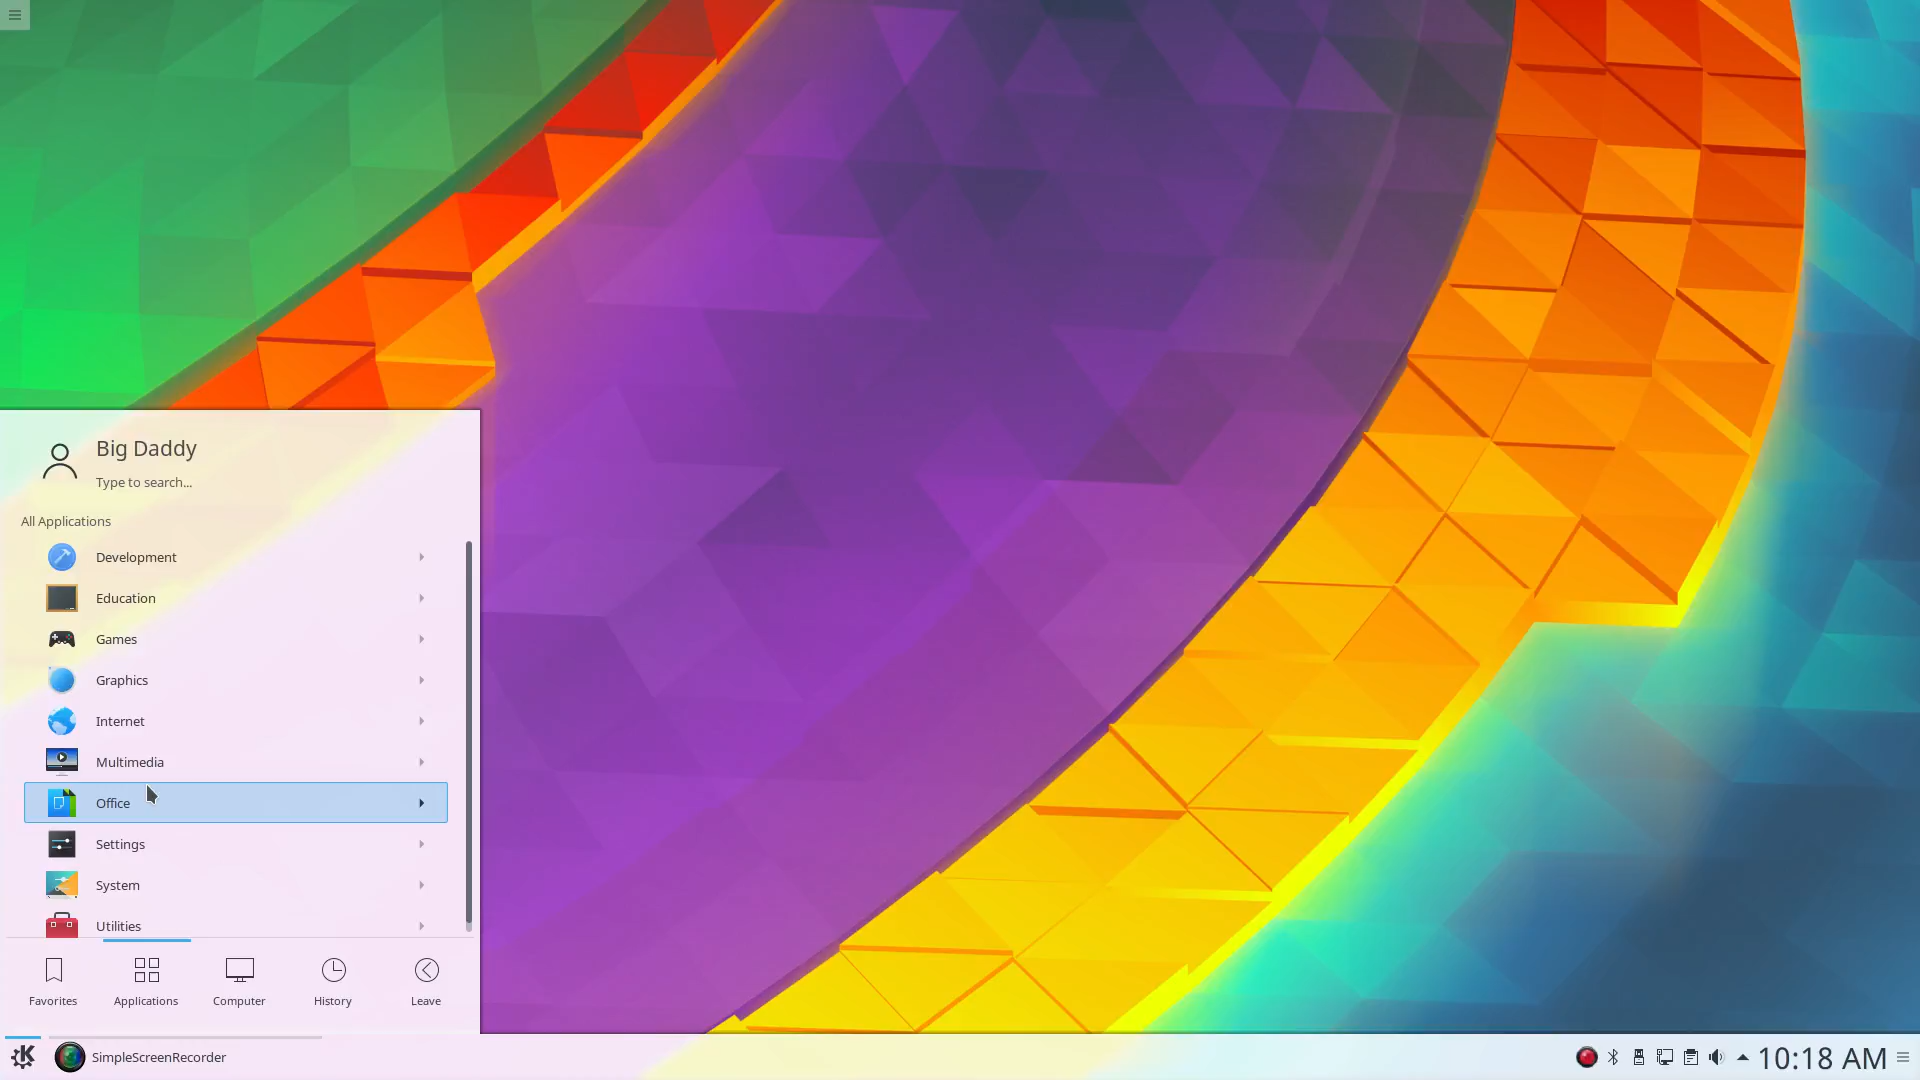 Big Daddy
Type to search...
All Applications
Development
Education
Games
Graphics
Internet
Multimedia
Office
Settings
System
Utilities
Favorites
Applications
Computer
History
Leave
SimpleScreenRecorder
10:18 AM